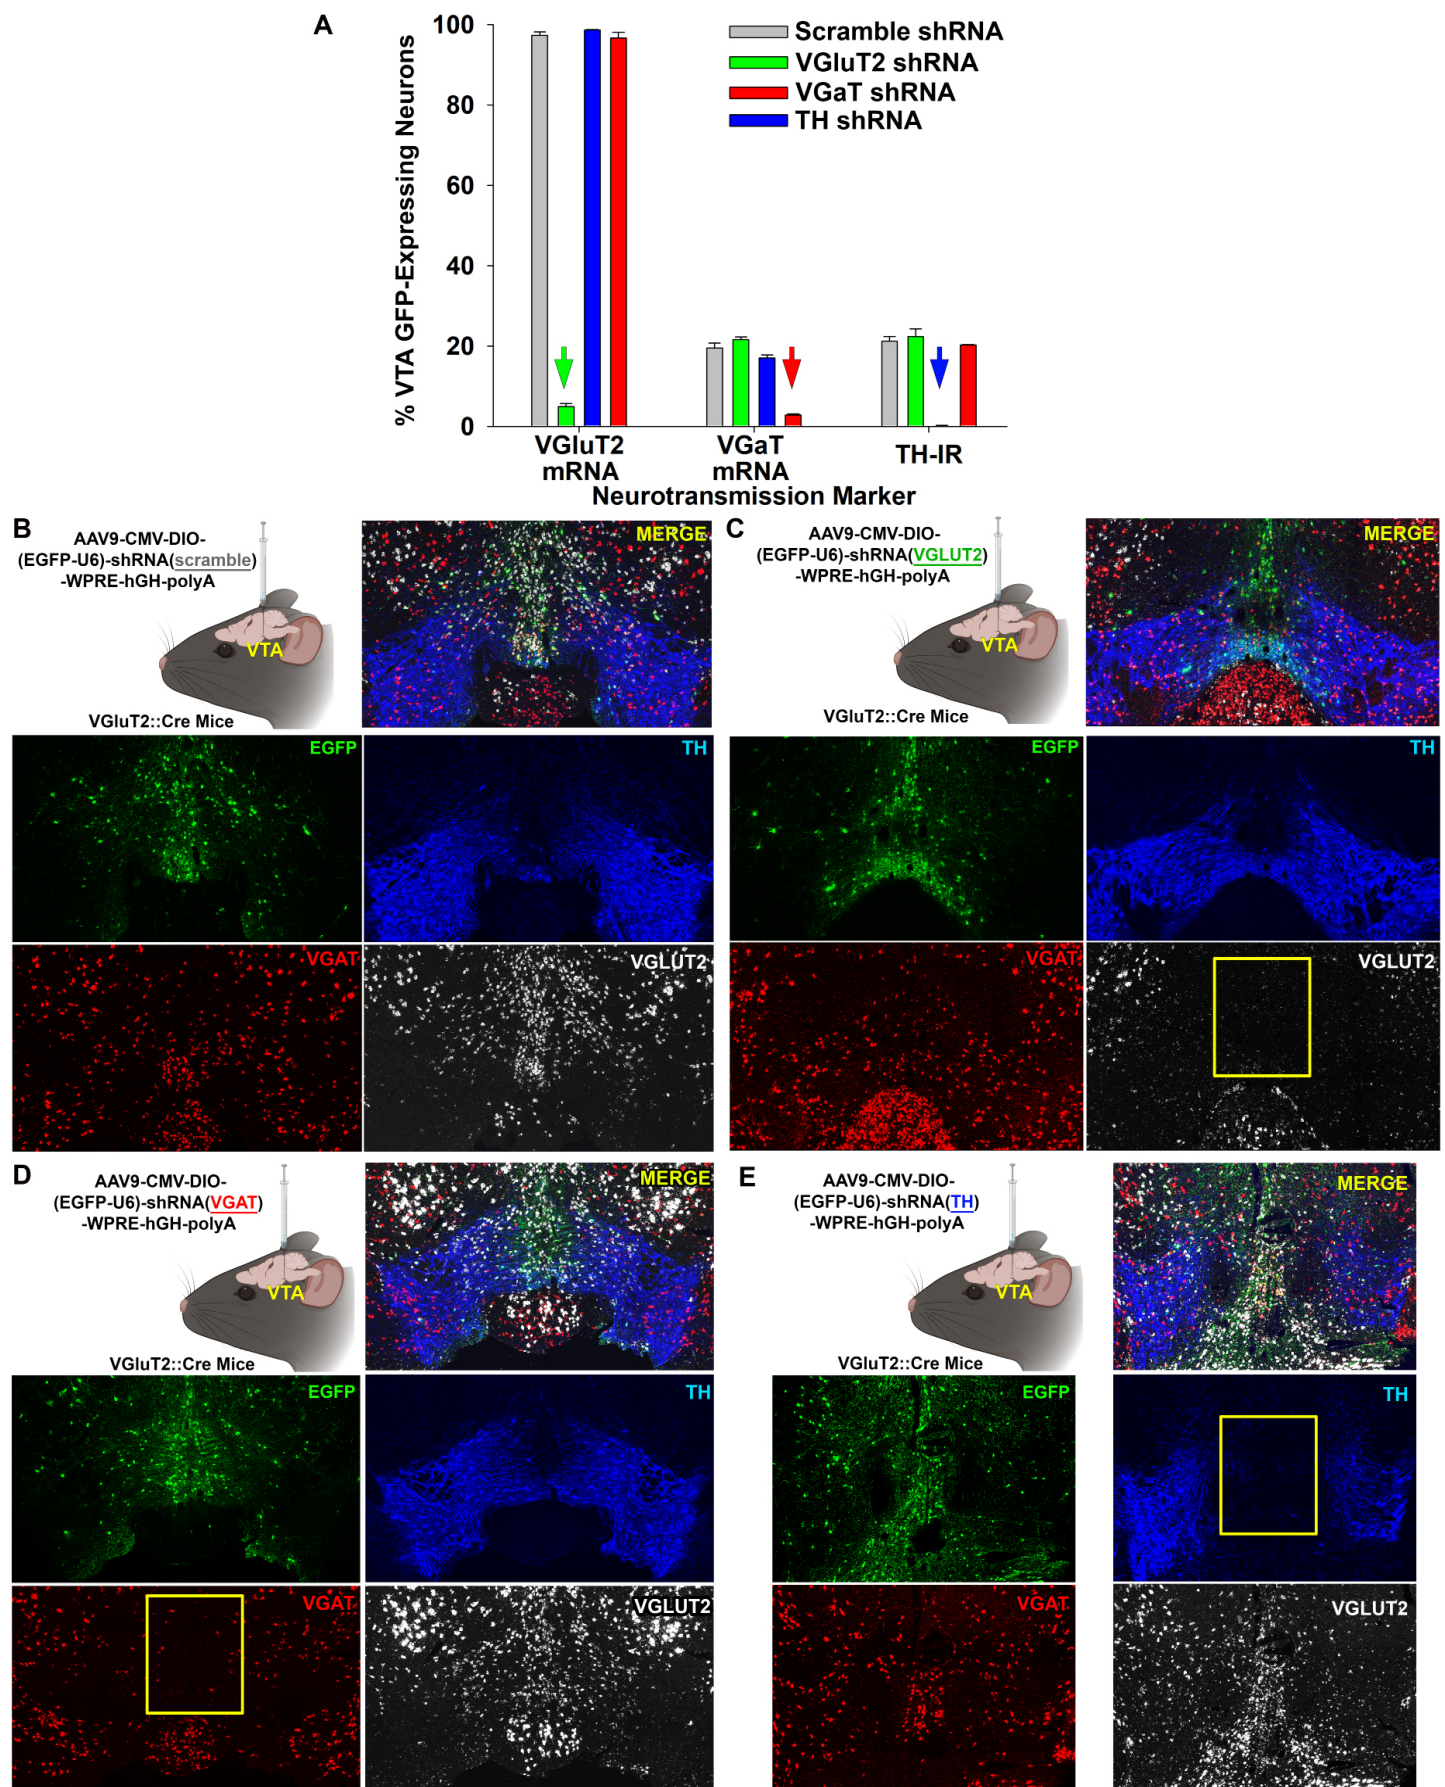 A
100
80
60
40
20
0
% VTA GFP-Expressing Neurons
Scramble shRNA
VGluT2 shRNA
VGaT shRNA
TH shRNA
VGluT2
mRNA
VGaT
mRNA
TH-IR
Neurotransmission Marker
B
AAV9-CMV-DIO-
(EGFP-U6)-shRNA(scramble)
-WPRE-hGH-polyA
VTA
VGluT2::Cre Mice
MERGE
EGFP
TH
VGAT
VGLUT2
C
AAV9-CMV-DIO-
(EGFP-U6)-shRNA(VGLUT2)
-WPRE-hGH-polyA
VTA
VGluT2::Cre Mice
MERGE
EGFP
TH
VGAT
VGLUT2
D
AAV9-CMV-DIO-
(EGFP-U6)-shRNA(VGAT)
-WPRE-hGH-polyA
VTA
VGluT2::Cre Mice
MERGE
EGFP
TH
VGAT
VGLUT2
E
AAV9-CMV-DIO-
(EGFP-U6)-shRNA(TH)
-WPRE-hGH-polyA
VTA
VGluT2::Cre Mice
MERGE
EGFP
TH
VGAT
VGLUT2